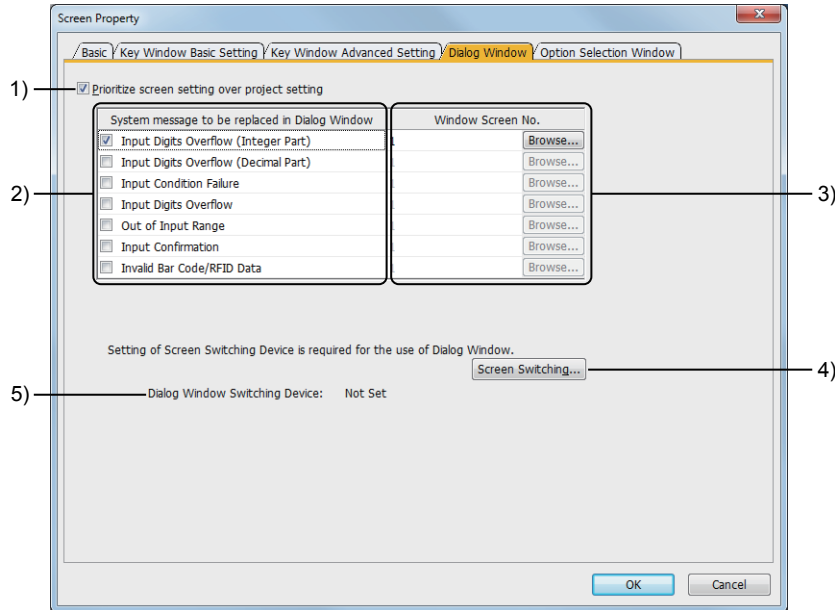 Screen Property
x
Basic Key Window Basic Setting Key Window Advanced Setting Dialog Window Option Selection Window
1) Prioritize screen setting over project setting
System message to be replaced in Dialog Window Window Screen No.
Input Digits Overflow (Integer Part) 1 Browse...
Input Digits Overflow (Decimal Part) 1 Browse...
2) Input Condition Failure 1 Browse... 3)
Input Digits Overflow 1 Browse...
Out of Input Range 1 Browse...
Input Confirmation 1 Browse...
Invalid Bar Code/RFID Data 1 Browse...
Setting of Screen Switching Device is required for the use of Dialog Window.
Screen Switching... 4)
5) Dialog Window Switching Device: Not Set
OK Cancel